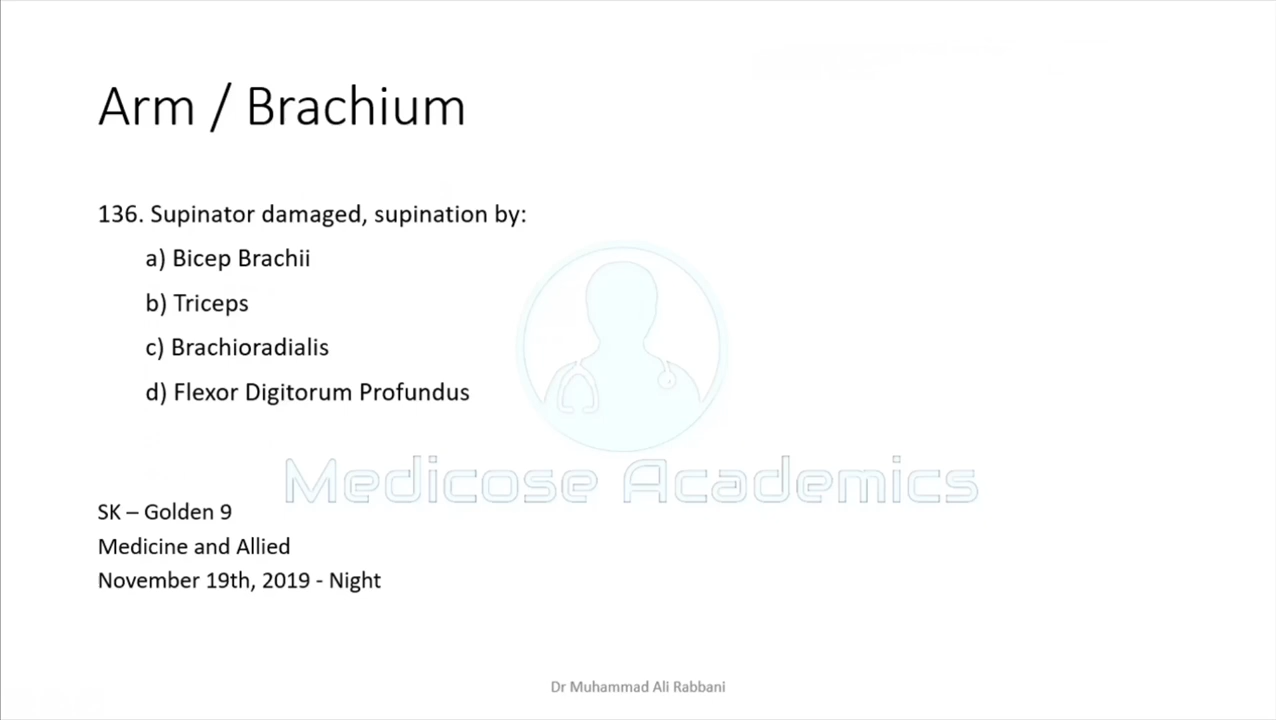 Arm / Brachium
136. Supinator damaged, supination by:
a) Bicep Brachii
b) Triceps
c) Brachioradialis
d) Flexor Digitorum Profundus
Medicose Academics
SK – Golden 9
Medicine and Allied
November 19th, 2019 - Night
Dr Muhammad Ali Rabbani